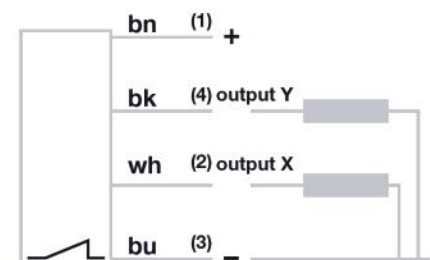 bn (1) +
bk (4) output Y
wh (2) output X
bu (3) –